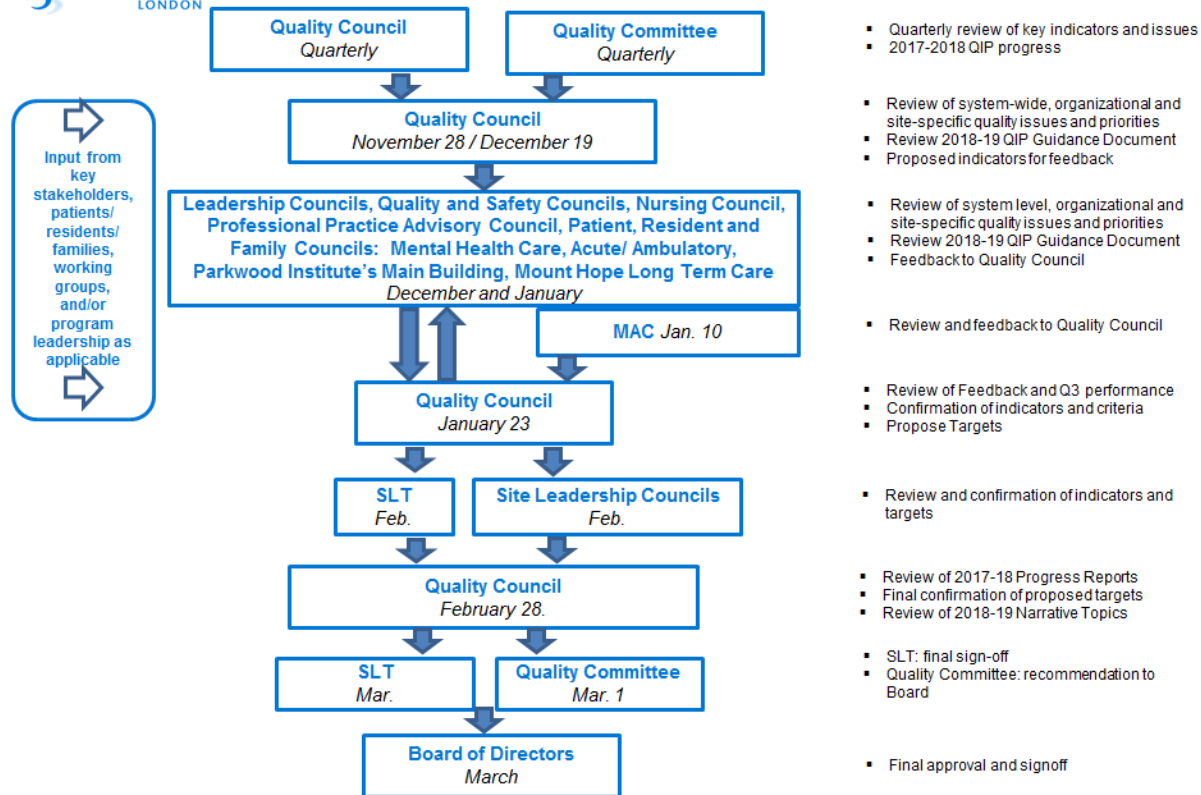 LONDON
Quality Council
Quarterly
Quality Committee
Quarterly
▪ Quarterly review of key indicators and issues
▪ 2017-2018 QIP progress
Quality Council
November 28 / December 19
▪ Review of system-wide, organizational and
site-specific quality issues and priorities
▪ Review 2018-19 QIP Guidance Document
▪ Proposed indicators for feedback
Input from
key
stakeholders,
patients/
residents/
families,
working
groups,
and/or
program
leadership as
applicable
Leadership Councils, Quality and Safety Councils, Nursing Council,
Professional Practice Advisory Council, Patient, Resident and
Family Councils: Mental Health Care, Acute/ Ambulatory,
Parkwood Institute's Main Building, Mount Hope Long Term Care
December and January
▪ Review of system level, organizational and
site-specific quality issues and priorities
▪ Review 2018-19 QIP Guidance Document
▪ Feedback to Quality Council
MAC Jan. 10
▪ Review and feedback to Quality Council
Quality Council
January 23
▪ Review of Feedback and Q3 performance
▪ Confirmation of indicators and criteria
▪ Propose Targets
SLT
Feb.
Site Leadership Councils
Feb.
▪ Review and confirmation of indicators and
targets
Quality Council
February 28.
▪ Review of 2017-18 Progress Reports
▪ Final confirmation of proposed targets
▪ Review of 2018-19 Narrative Topics
SLT
Mar.
Quality Committee
Mar. 1
▪ SLT: final sign-off
▪ Quality Committee: recommendation to
Board
Board of Directors
March
▪ Final approval and signoff